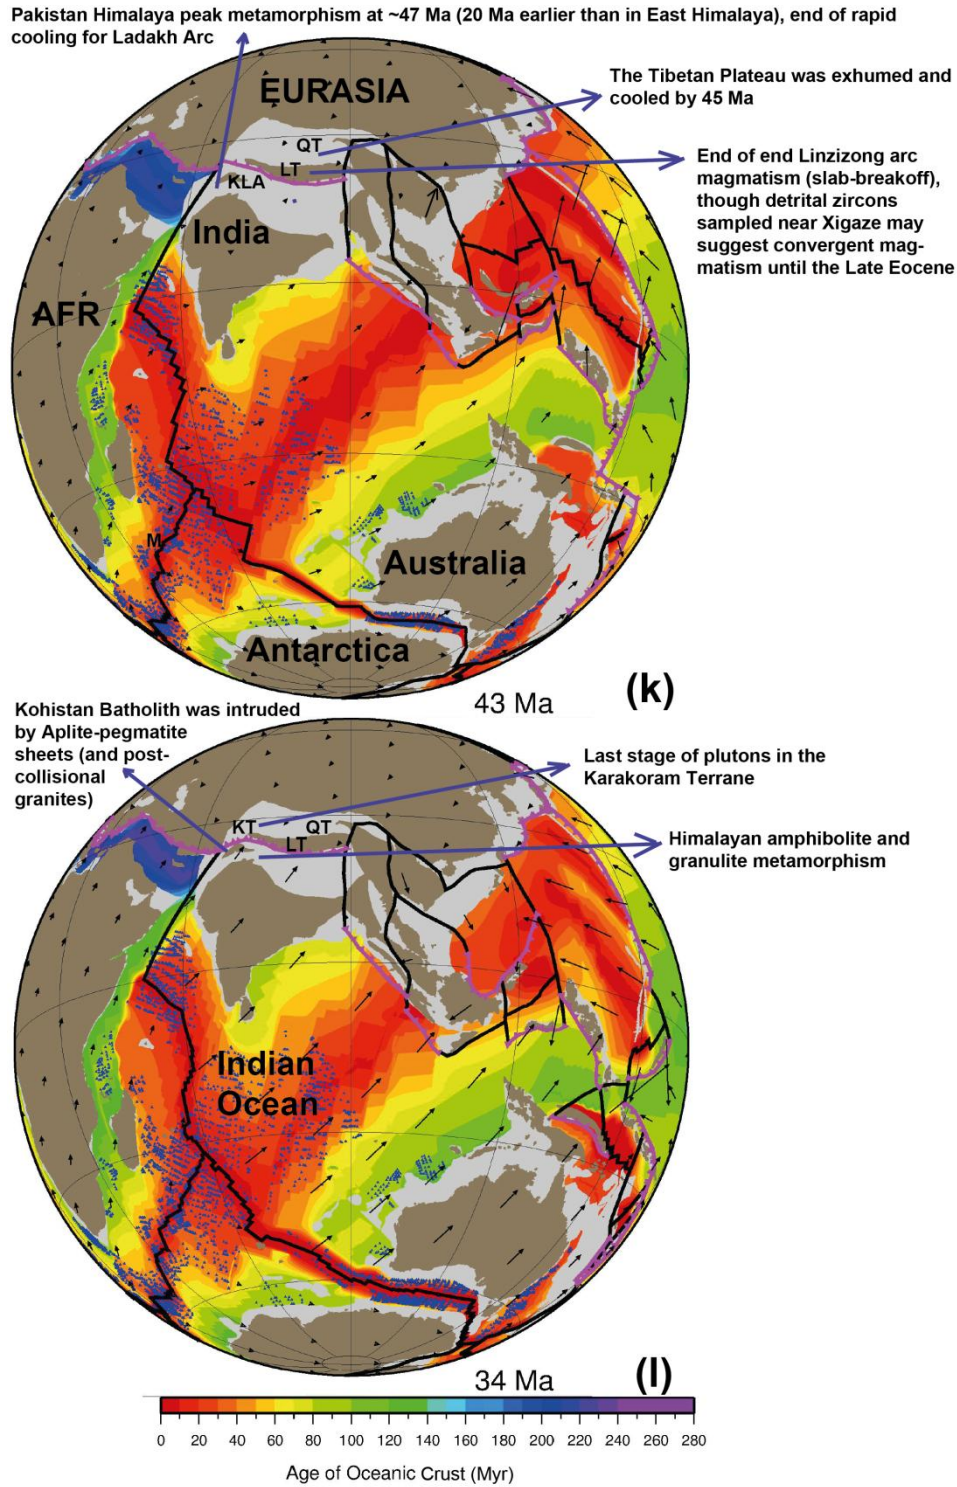 Pakistan Himalaya peak metamorphism at ~47 Ma (20 Ma earlier than in East Himalaya), end of rapid
cooling for Ladakh Arc
The Tibetan Plateau was exhumed and
cooled by 45 Ma
End of end Linzizong arc
magmatism (slab-breakoff),
though detrital zircons
sampled near Xigaze may
suggest convergent mag-
matism until the Late Eocene
EURASIA
QT
LT
KLA
India
AFR
M
Australia
Antarctica
(k)
43 Ma
Kohistan Batholith was intruded
by Aplite-pegmatite
sheets (and post-
collisional
granites)
Last stage of plutons in the
Karakoram Terrane
Himalayan amphibolite and
granulite metamorphism
KT
QT
LT
Indian
Ocean
(l)
34 Ma
0 20 40 60 80 100 120 140 160 180 200 220 240 260 280
Age of Oceanic Crust (Myr)